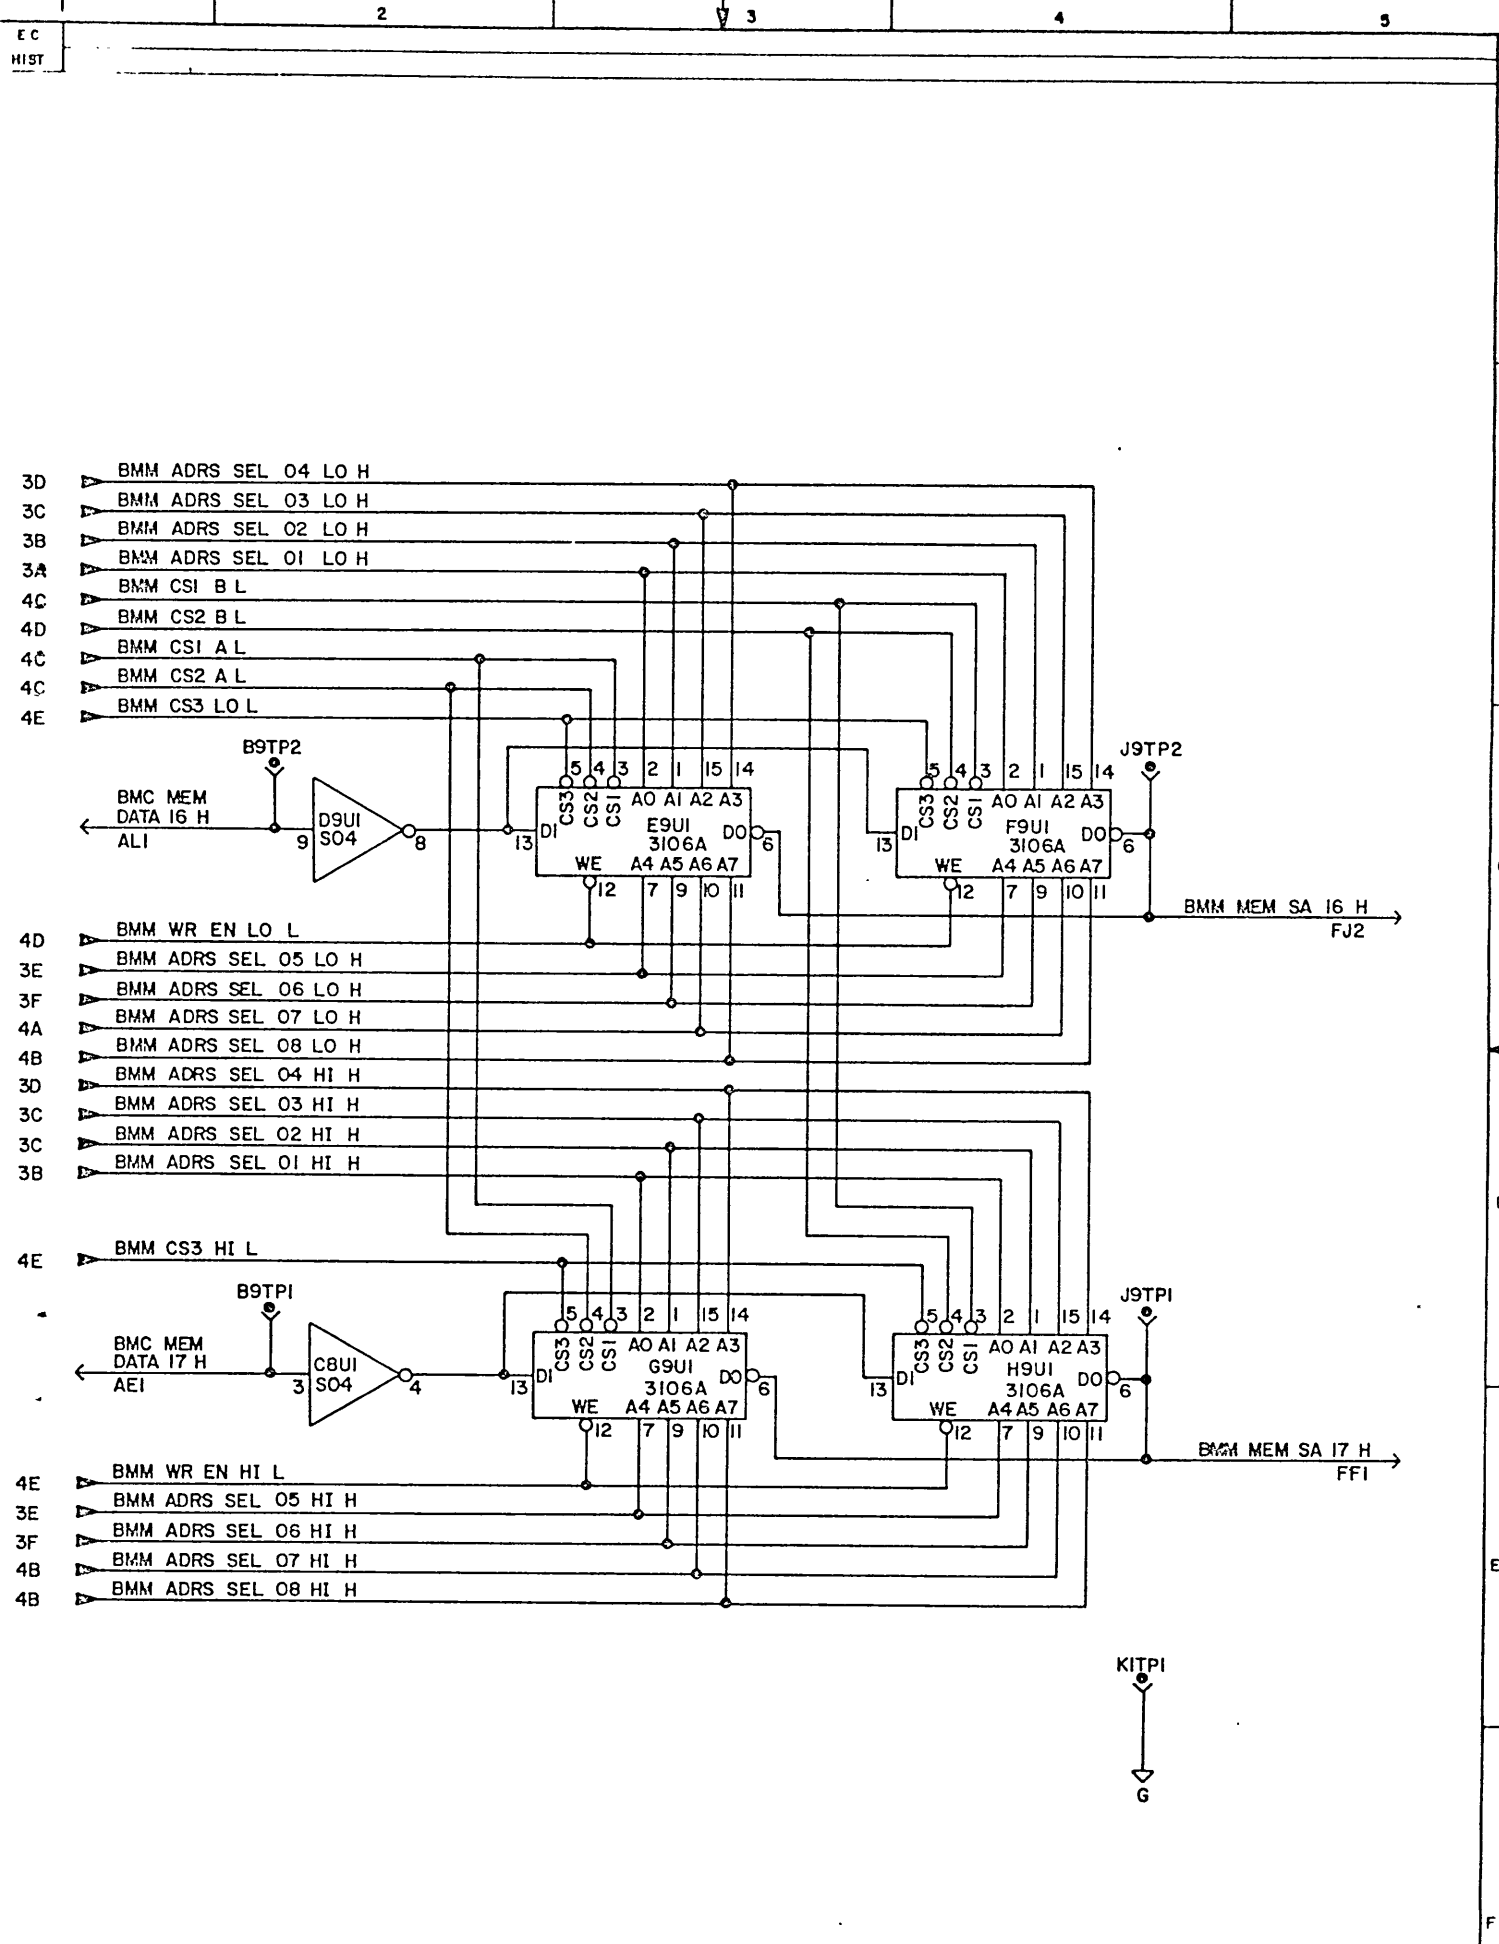 2 3 4 5
EC
HIST
3D BMM ADRS SEL 04 LO H
3C BMM ADRS SEL 03 LO H
3B BMM ADRS SEL 02 LO H
3A BMM ADRS SEL 01 LO H
4C BMM CS1 B L
4D BMM CS2 B L
4C BMM CS1 A L
4C BMM CS2 A L
4E BMM CS3 LO L
B9TP2 J9TP2
5 4 3 2 1 15 14 5 4 3 2 1 15 14
BMC MEM
DATA 16 H
AL1
9 D9U1 8
S04
CS3 CS2 CS1 A0 A1 A2 A3 CS3 CS2 CS1 A0 A1 A2 A3
13 DI E9U1 DO 6 13 DI F9U1 DO 6
3106A 3106A
WE A4 A5 A6 A7 WE A4 A5 A6 A7
12 7 9 10 11 12 7 9 10 11
BMM MEM SA 16 H
FJ2
4D BMM WR EN LO L
3E BMM ADRS SEL 05 LO H
3F BMM ADRS SEL 06 LO H
4A BMM ADRS SEL 07 LO H
4B BMM ADRS SEL 08 LO H
3D BMM ADRS SEL 04 HI H
3C BMM ADRS SEL 03 HI H
3C BMM ADRS SEL 02 HI H
3B BMM ADRS SEL 01 HI H
4E BMM CS3 HI L
B9TP1 J9TP1
5 4 3 2 1 15 14 5 4 3 2 1 15 14
BMC MEM
DATA 17 H
AE1
3 C8U1 4
S04
CS3 CS2 CS1 A0 A1 A2 A3 CS3 CS2 CS1 A0 A1 A2 A3
13 DI G9U1 DO 6 13 DI H9U1 DO 6
3106A 3106A
WE A4 A5 A6 A7 WE A4 A5 A6 A7
12 7 9 10 11 12 7 9 10 11
BMM MEM SA 17 H
FF1
4E BMM WR EN HI L
3E BMM ADRS SEL 05 HI H
3F BMM ADRS SEL 06 HI H
4B BMM ADRS SEL 07 HI H
4B BMM ADRS SEL 08 HI H
E
K1TP1
G
F